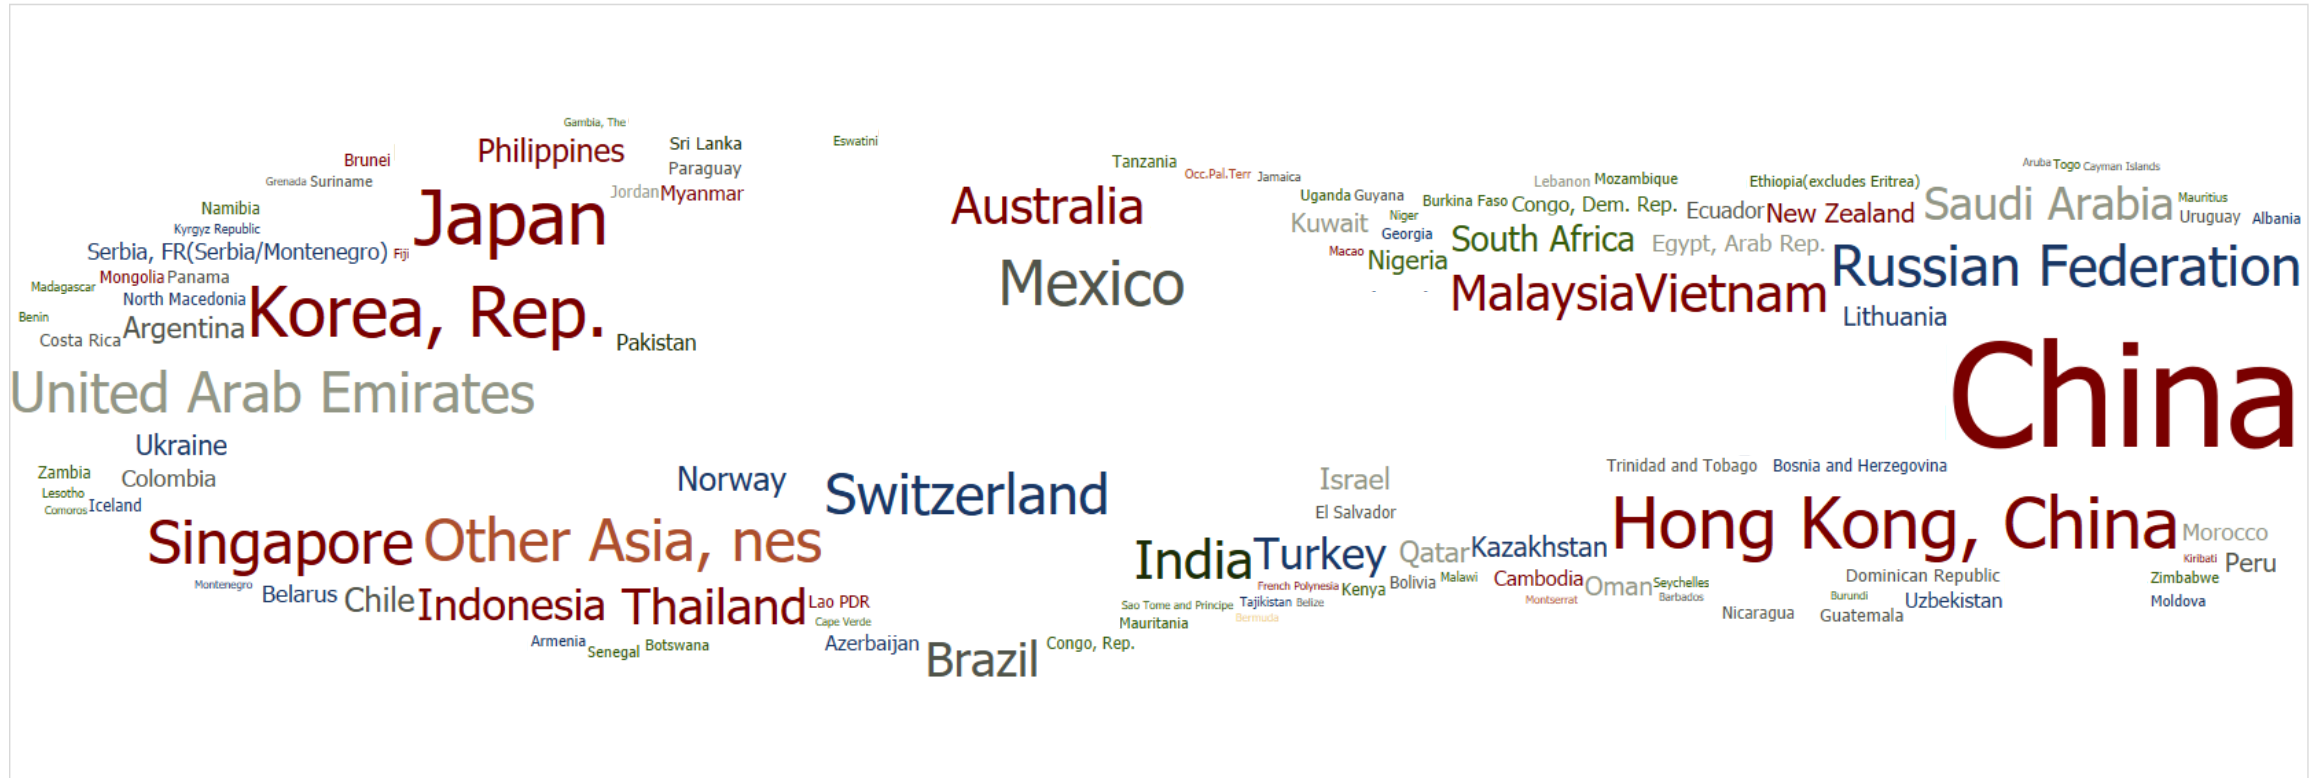 Gambia, The
Philippines
Sri Lanka
Eswatini
Brunei
Paraguay
Tanzania
Occ.Pal.Terr
Jamaica
Aruba
Togo
Cayman Islands
Grenada
Suriname
Jordan
Myanmar
Lebanon
Mozambique
Ethiopia(excludes Eritrea)
Namibia
Japan
Australia
Uganda
Guyana
Burkina Faso
Congo, Dem. Rep.
Ecuador
New Zealand
Saudi Arabia
Mauritius
Uruguay
Albania
Kyrgyz Republic
Kuwait
Niger
Georgia
Serbia, FR(Serbia/Montenegro)
Fiji
Macao
Nigeria
South Africa
Egypt, Arab Rep.
Russian Federation
Mongolia
Panama
Madagascar
North Macedonia
Korea, Rep.
Mexico
Malaysia
Vietnam
Lithuania
Benin
Costa Rica
Argentina
Pakistan
United Arab Emirates
China
Ukraine
Zambia
Colombia
Norway
Switzerland
Israel
Trinidad and Tobago
Bosnia and Herzegovina
Lesotho
Comoros
Iceland
El Salvador
Singapore
Other Asia, nes
India
Turkey
Qatar
Kazakhstan
Hong Kong, China
Morocco
Kiribati
Peru
Montenegro
Belarus
Chile
Indonesia
Thailand
Lao PDR
French Polynesia
Kenya
Bolivia
Malawi
Cambodia
Oman
Seychelles
Dominican Republic
Zimbabwe
Cape Verde
Sao Tome and Principe
Tajikistan
Belize
Montserrat
Barbados
Burundi
Uzbekistan
Moldova
Mauritania
Bermuda
Nicaragua
Guatemala
Armenia
Senegal
Botswana
Azerbaijan
Brazil
Congo, Rep.